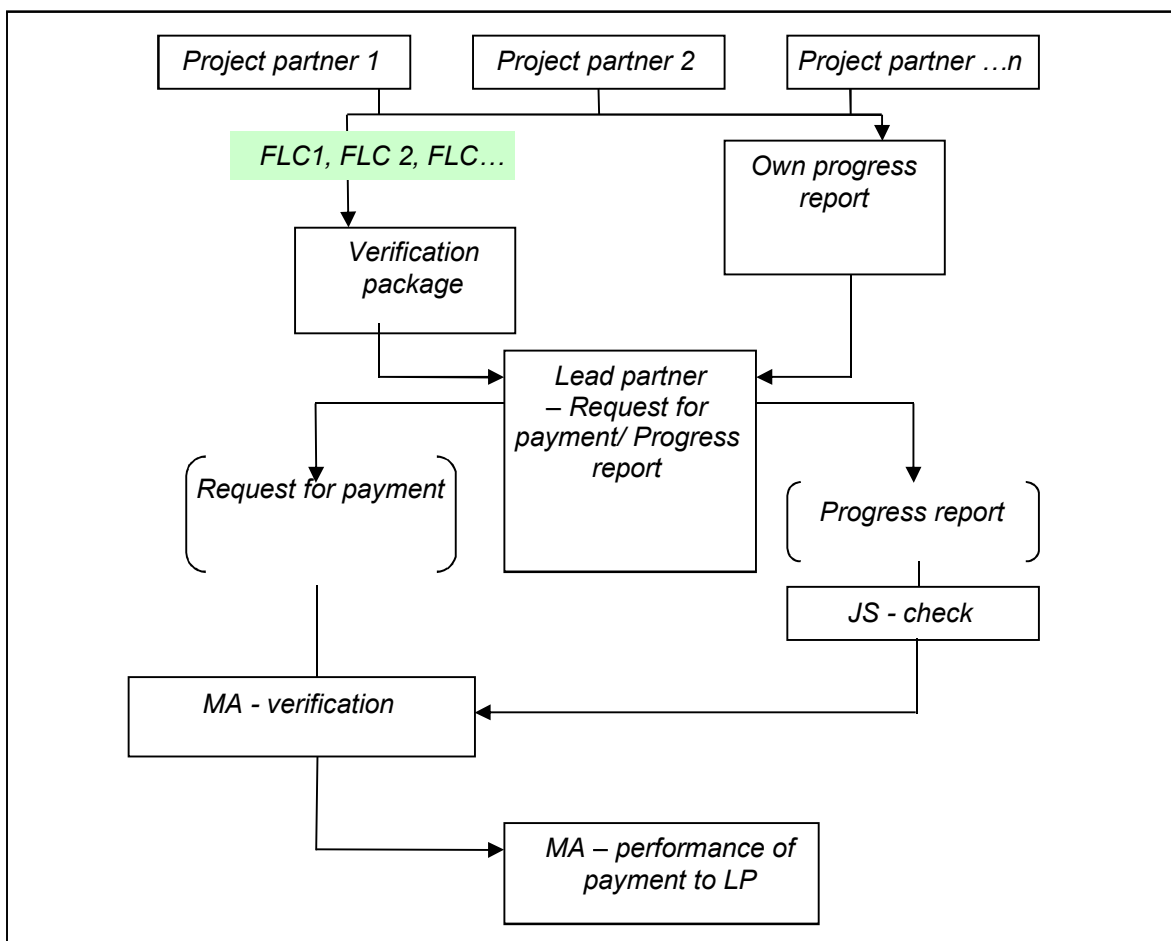 Project partner 1
Project partner 2
Project partner …n
FLC1, FLC 2, FLC…
Own progress
report
Verification
package
Lead partner
– Request for
payment/ Progress
report
Request for payment
Progress report
JS - check
MA - verification
MA – performance of
payment to LP